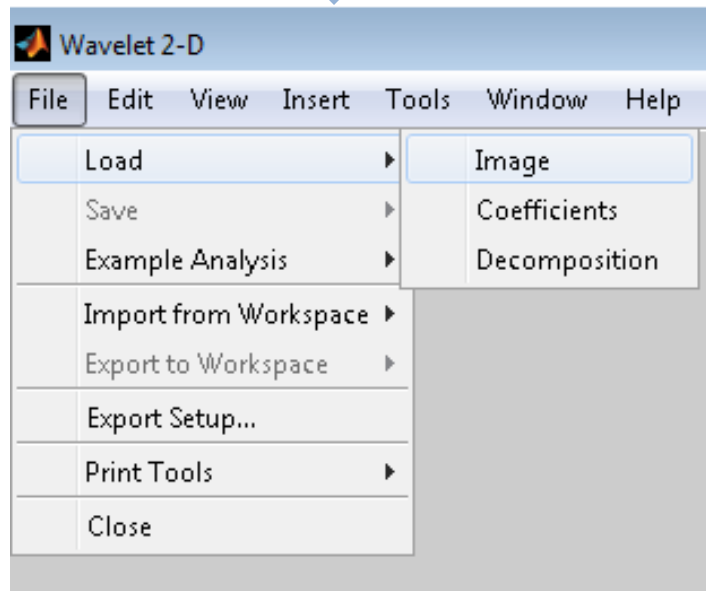 Wavelet 2-D
File Edit View Insert Tools Window Help
Load Image
Save Coefficients
Example Analysis Decomposition
Import from Workspace
Export to Workspace
Export Setup...
Print Tools
Close